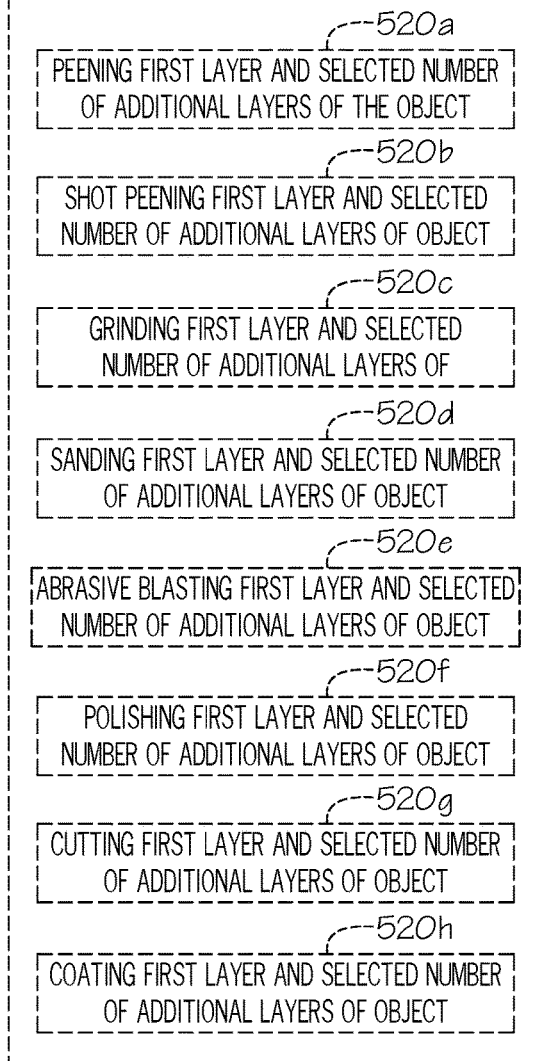 520a
PEENING FIRST LAYER AND SELECTED NUMBER
OF ADDITIONAL LAYERS OF THE OBJECT
520b
SHOT PEENING FIRST LAYER AND SELECTED
NUMBER OF ADDITIONAL LAYERS OF OBJECT
520c
GRINDING FIRST LAYER AND SELECTED
NUMBER OF ADDITIONAL LAYERS OF
520d
SANDING FIRST LAYER AND SELECTED NUMBER
OF ADDITIONAL LAYERS OF OBJECT
520e
ABRASIVE BLASTING FIRST LAYER AND SELECTED
NUMBER OF ADDITIONAL LAYERS OF OBJECT
520f
POLISHING FIRST LAYER AND SELECTED
NUMBER OF ADDITIONAL LAYERS OF OBJECT
520g
CUTTING FIRST LAYER AND SELECTED NUMBER
OF ADDITIONAL LAYERS OF OBJECT
520h
COATING FIRST LAYER AND SELECTED NUMBER
OF ADDITIONAL LAYERS OF OBJECT